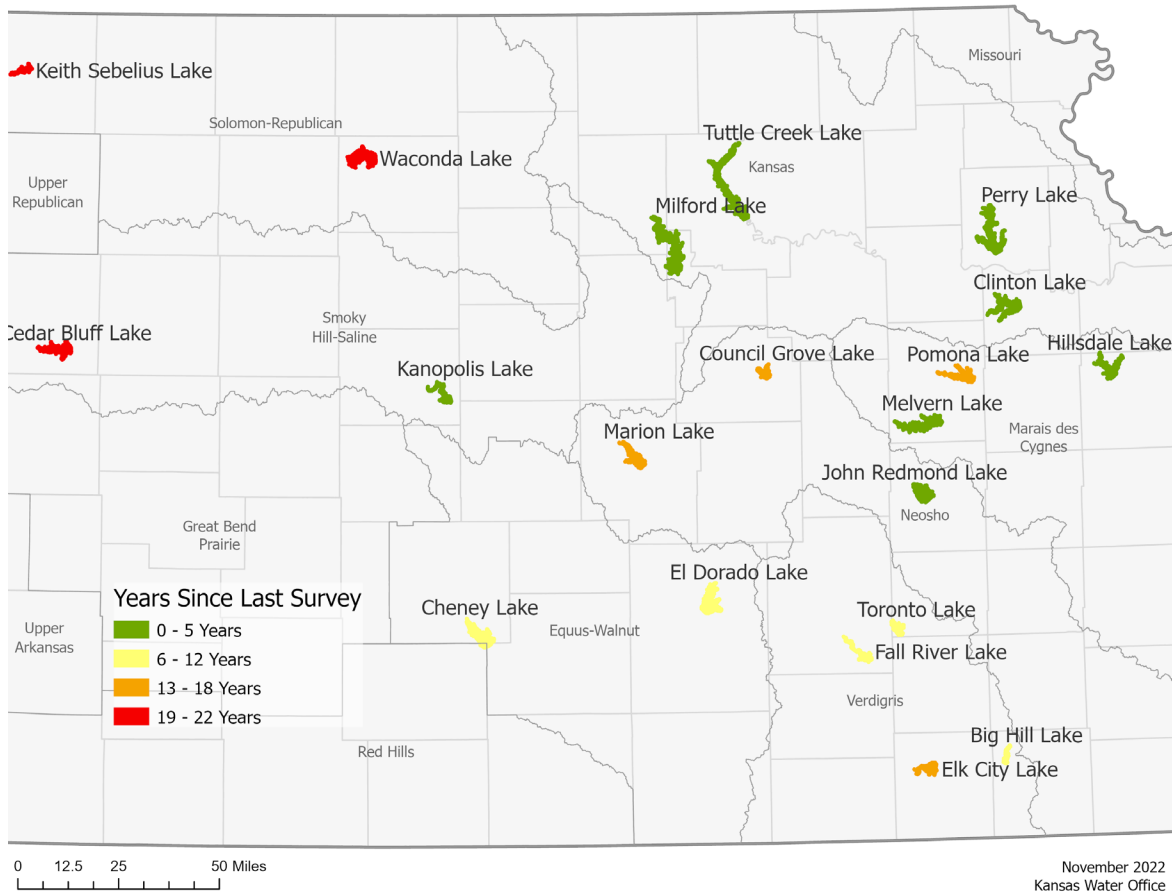 Missouri
Keith Sebelius Lake
Solomon-Republican
Tuttle Creek Lake
Waconda Lake
Kansas
Upper
Republican
Perry Lake
Milford Lake
Clinton Lake
Smoky
Hill-Saline
Cedar Bluff Lake
Hillsdale Lake
Council Grove Lake
Pomona Lake
Kanopolis Lake
Melvern Lake
Marion Lake
Marais des
Cygnes
John Redmond Lake
Neosho
Great Bend
Prairie
El Dorado Lake
Years Since Last Survey
0 - 5 Years
6 - 12 Years
13 - 18 Years
19 - 22 Years
Cheney Lake
Toronto Lake
Upper
Arkansas
Equus-Walnut
Fall River Lake
Verdigris
Red Hills
Big Hill Lake
Elk City Lake
0 12.5 25 50 Miles
November 2022
Kansas Water Office